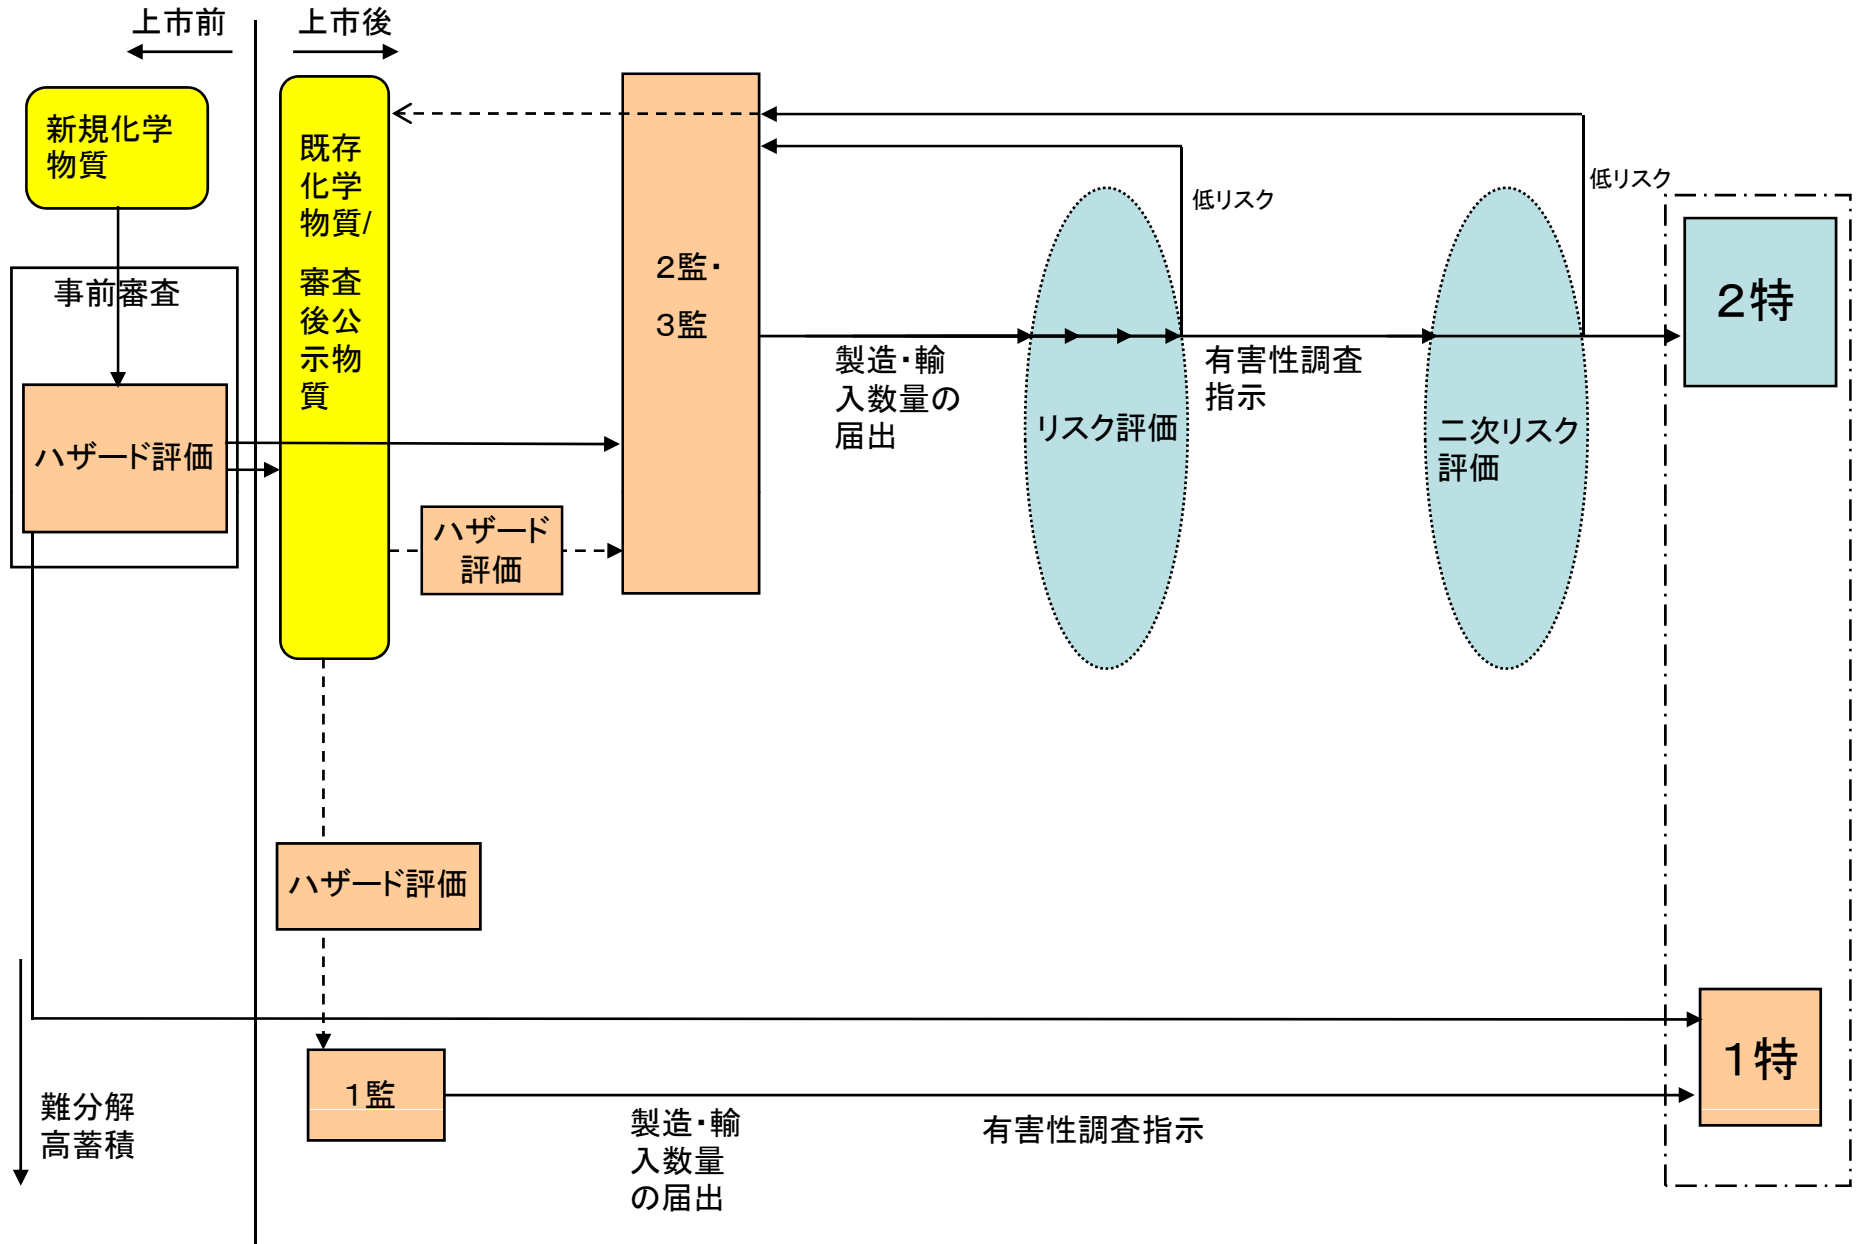 上市前
上市後
新規化学
物質
事前審査
ハザード評価
既存
化学
物質/
審査
後公
示物
質
ハザード
評価
2監・
3監
製造・輸
入数量の
届出
リスク評価
低リスク
有害性調査
指示
二次リスク
評価
低リスク
2特
ハザード評価
難分解
高蓄積
1監
製造・輸
入数量
の届出
有害性調査指示
1特